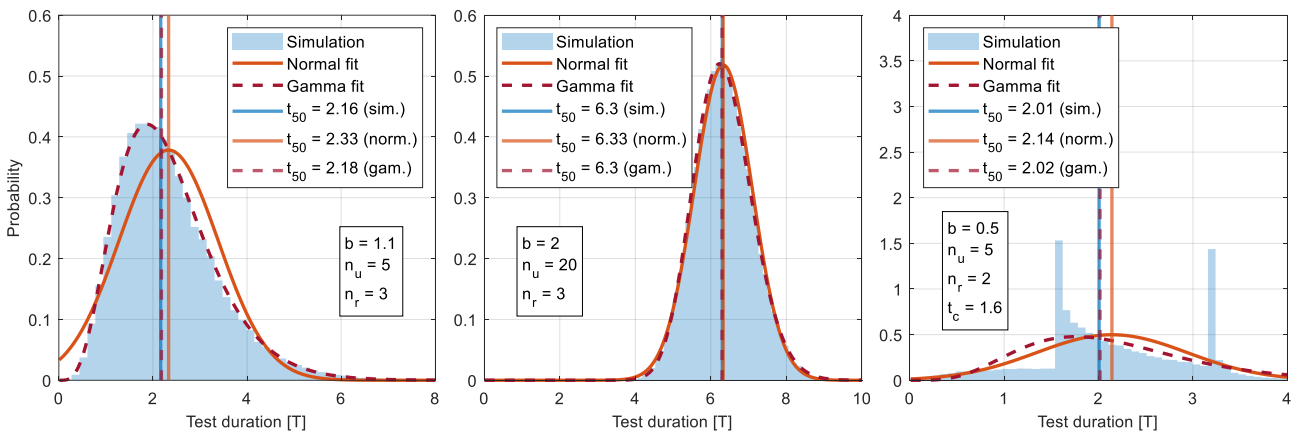 Probability
0.6
0.5
0.4
0.3
0.2
0.1
0
0
2
4
6
8
Test duration [T]
Simulation
Normal fit
Gamma fit
t50 = 2.16 (sim.)
t50 = 2.33 (norm.)
t50 = 2.18 (gam.)
b = 1.1
nu = 5
nr = 3
0.6
0.5
0.4
0.3
0.2
0.1
0
0
2
4
6
8
10
Test duration [T]
Simulation
Normal fit
Gamma fit
t50 = 6.3 (sim.)
t50 = 6.33 (norm.)
t50 = 6.3 (gam.)
b = 2
nu = 20
nr = 3
4
3.5
3
2.5
2
1.5
1
0.5
0
0
1
2
3
4
Test duration [T]
Simulation
Normal fit
Gamma fit
t50 = 2.01 (sim.)
t50 = 2.14 (norm.)
t50 = 2.02 (gam.)
b = 0.5
nu = 5
nr = 2
tc = 1.6